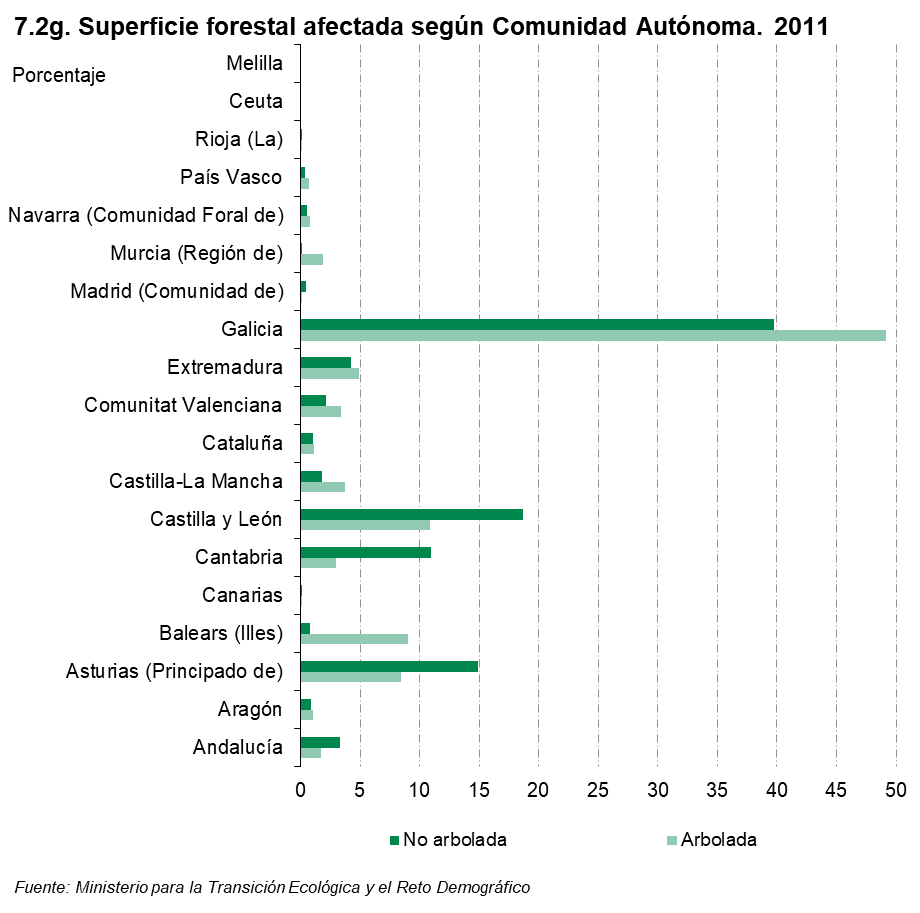 7.2g. Superficie forestal afectada según Comunidad Autónoma. 2011
Porcentaje
Melilla
Ceuta
Rioja (La)
País Vasco
Navarra (Comunidad Foral de)
Murcia (Región de)
Madrid (Comunidad de)
Galicia
Extremadura
Comunitat Valenciana
Cataluña
Castilla-La Mancha
Castilla y León
Cantabria
Canarias
Balears (Illes)
Asturias (Principado de)
Aragón
Andalucía
0 5 10 15 20 25 30 35 40 45 50
No arbolada Arbolada
Fuente: Ministerio para la Transición Ecológica y el Reto Demográfico